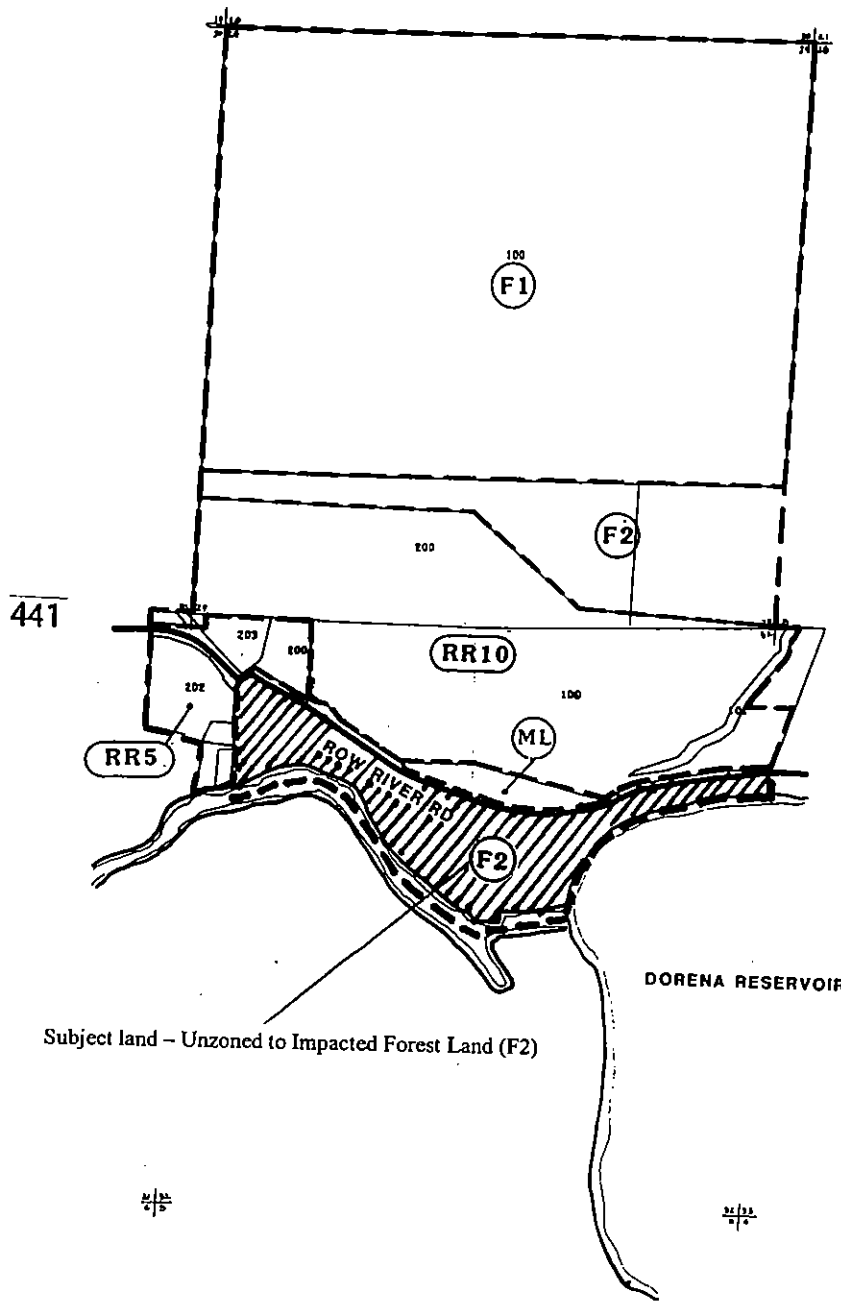 100
F1
F2
200
441
203
200
RR10
100
202
ML
RR5
ROW RIVER RD
F2
DORENA RESERVOIR
Subject land – Unzoned to Impacted Forest Land (F2)